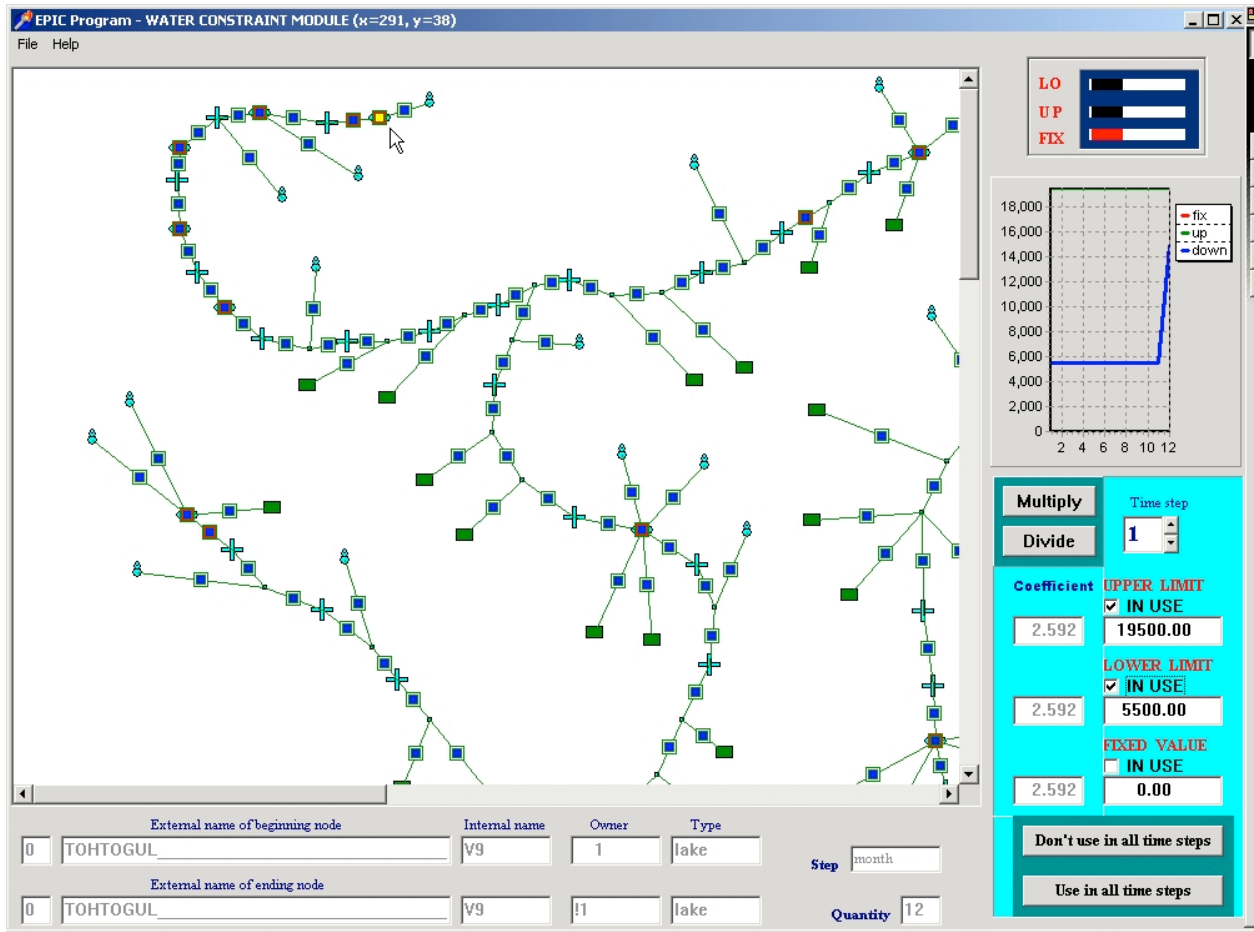 EPIC Program - WATER CONSTRAINT MODULE (x=291, y=38)
File Help
LO
UP
FIX
18,000
16,000
14,000
12,000
10,000
8,000
6,000
4,000
2,000
0
2 4 6 8 10 12
fix
up
down
Multiply
Divide
Time step
1
Coefficient
UPPER LIMIT
IN USE
2.592
19500.00
LOWER LIMIT
IN USE
2.592
5500.00
FIXED VALUE
IN USE
2.592
0.00
Don't use in all time steps
Use in all time steps
External name of beginning node Internal name Owner Type
0 TOHTOGUL V9 1 lake
Step month
External name of ending node
0 TOHTOGUL V9 !1 lake
Quantity 12